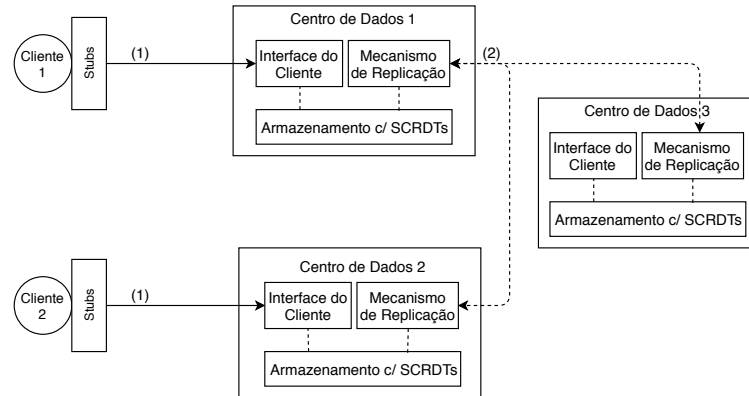 Cliente
1
Stubs
(1)
Centro de Dados 1
Interface do
Cliente
Mecanismo
de Replicação
Armazenamento c/ SCRDTs
(2)
Centro de Dados 3
Interface do
Cliente
Mecanismo
de Replicação
Armazenamento c/ SCRDTs
Cliente
2
Stubs
(1)
Centro de Dados 2
Interface do
Cliente
Mecanismo
de Replicação
Armazenamento c/ SCRDTs